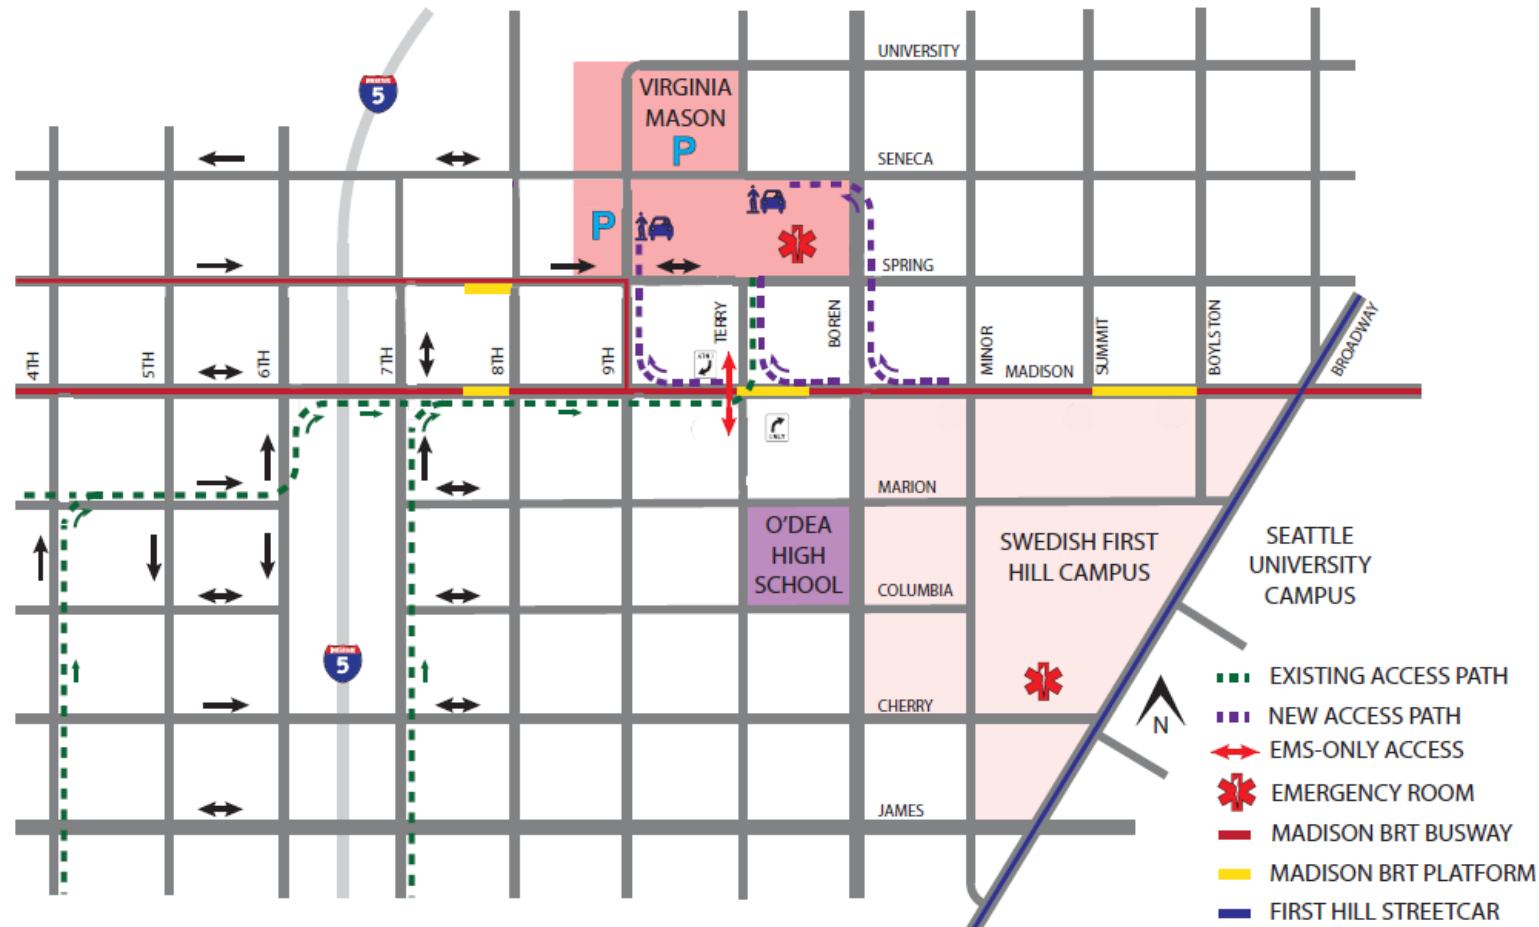 UNIVERSITY
VIRGINIA
MASON
P
5
SENECA
P
SPRING
4TH
5TH
6TH
7TH
8TH
9TH
TERRY
BOREN
MINOR
MADISON
SUMMIT
BOYLSTON
BROADWAY
ONLY
MARION
O'DEA
HIGH
SCHOOL
SWEDISH FIRST
HILL CAMPUS
SEATTLE
UNIVERSITY
CAMPUS
COLUMBIA
5
CHERRY
JAMES
N
EXISTING ACCESS PATH
NEW ACCESS PATH
EMS-ONLY ACCESS
EMERGENCY ROOM
MADISON BRT BUSWAY
MADISON BRT PLATFORM
FIRST HILL STREETCAR